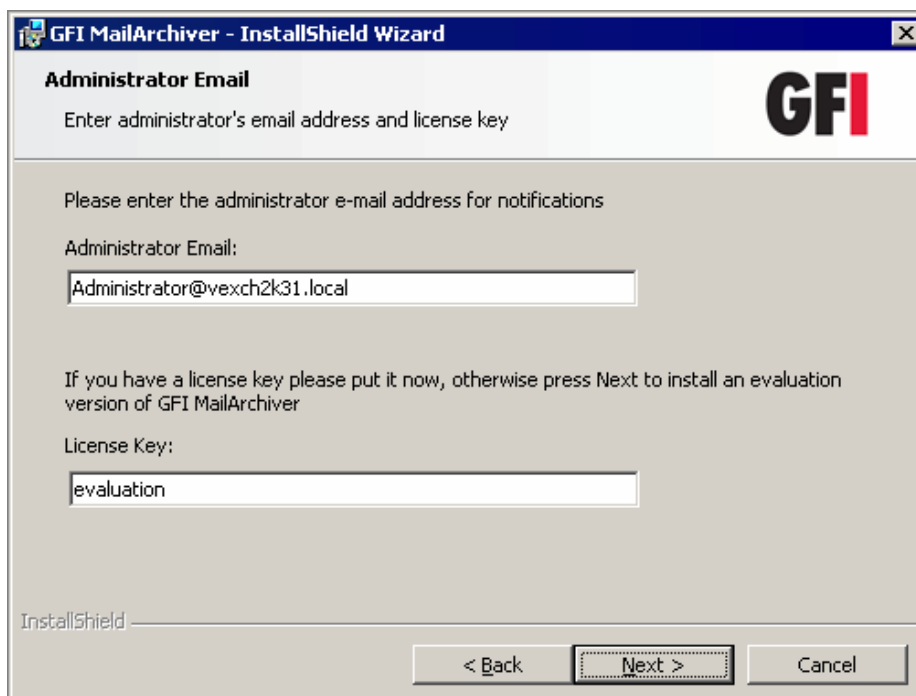 GFI MailArchiver - InstallShield Wizard
Administrator Email
Enter administrator's email address and license key
GFI
Please enter the administrator e-mail address for notifications
Administrator Email:
Administrator@vexch2k31.local
If you have a license key please put it now, otherwise press Next to install an evaluation
version of GFI MailArchiver
License Key:
evaluation
InstallShield
< Back
Next >
Cancel